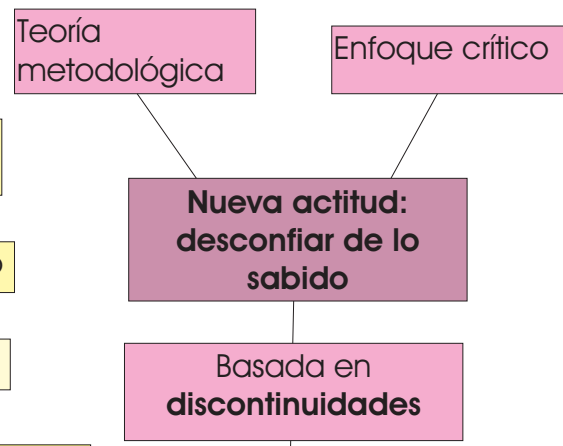 Teoría
metodológica
Enfoque crítico
Nueva actitud:
desconfiar de lo
sabido
Basada en
discontinuidades